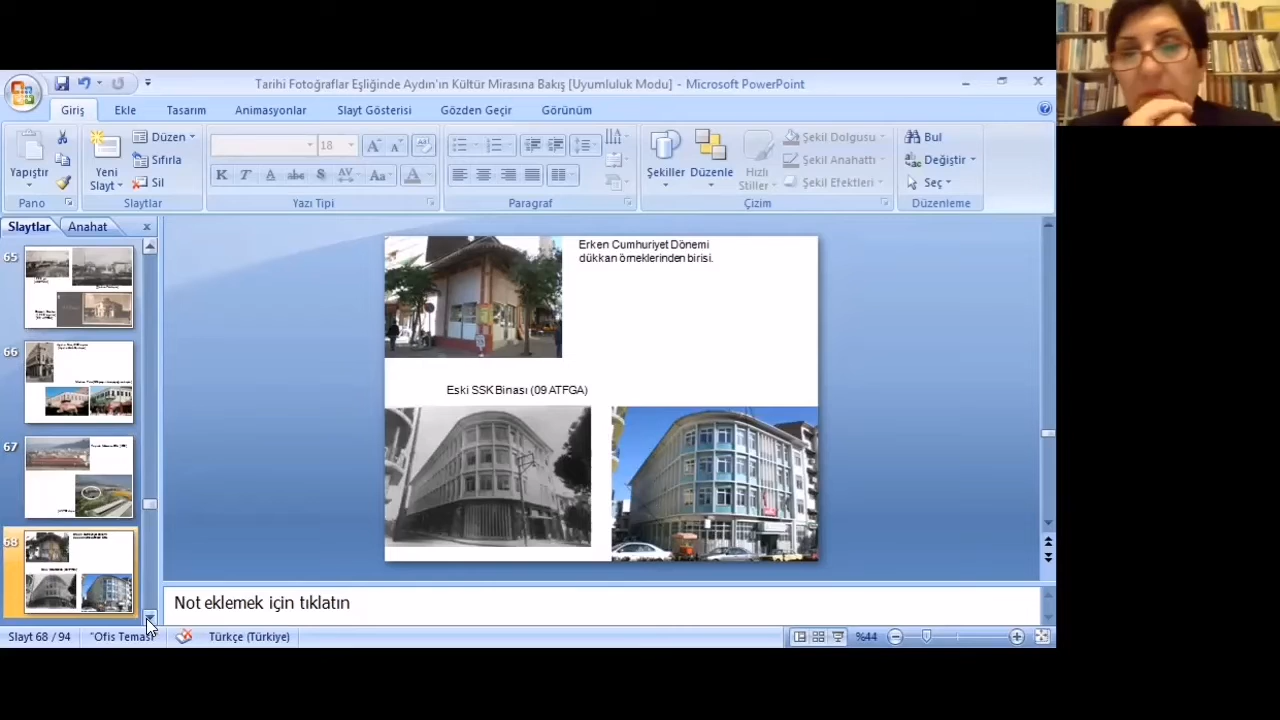 Tarihi Fotoğraflar Eşliğinde Aydın'ın Kültür Mirasına Bakış [Uyumluluk Modu] - Microsoft PowerPoint
Giriş Ekle Tasarım Animasyonlar Slayt Gösterisi Gözden Geçir Görünüm
Yapıştır
Pano
Yeni
Slayt
Düzen
Sıfırla
Sil
Slaytlar
18
Yazı Tipi
Paragraf
Şekiller
Düzenle
Hızlı
Stiller
Şekil Dolgusu
Şekil Anahattı
Şekil Efektleri
Çizim
Bul
Değiştir
Seç
Düzenleme
Slaytlar Anahat
65
66
67
68
Erken Cumhuriyet Dönemi
dükkan örneklerinden birisi.
Eski SSK Binası (09 ATFGA)
Not eklemek için tıklatın
Slayt 68 / 94
"Ofis Teması"
Türkçe (Türkiye)
%44